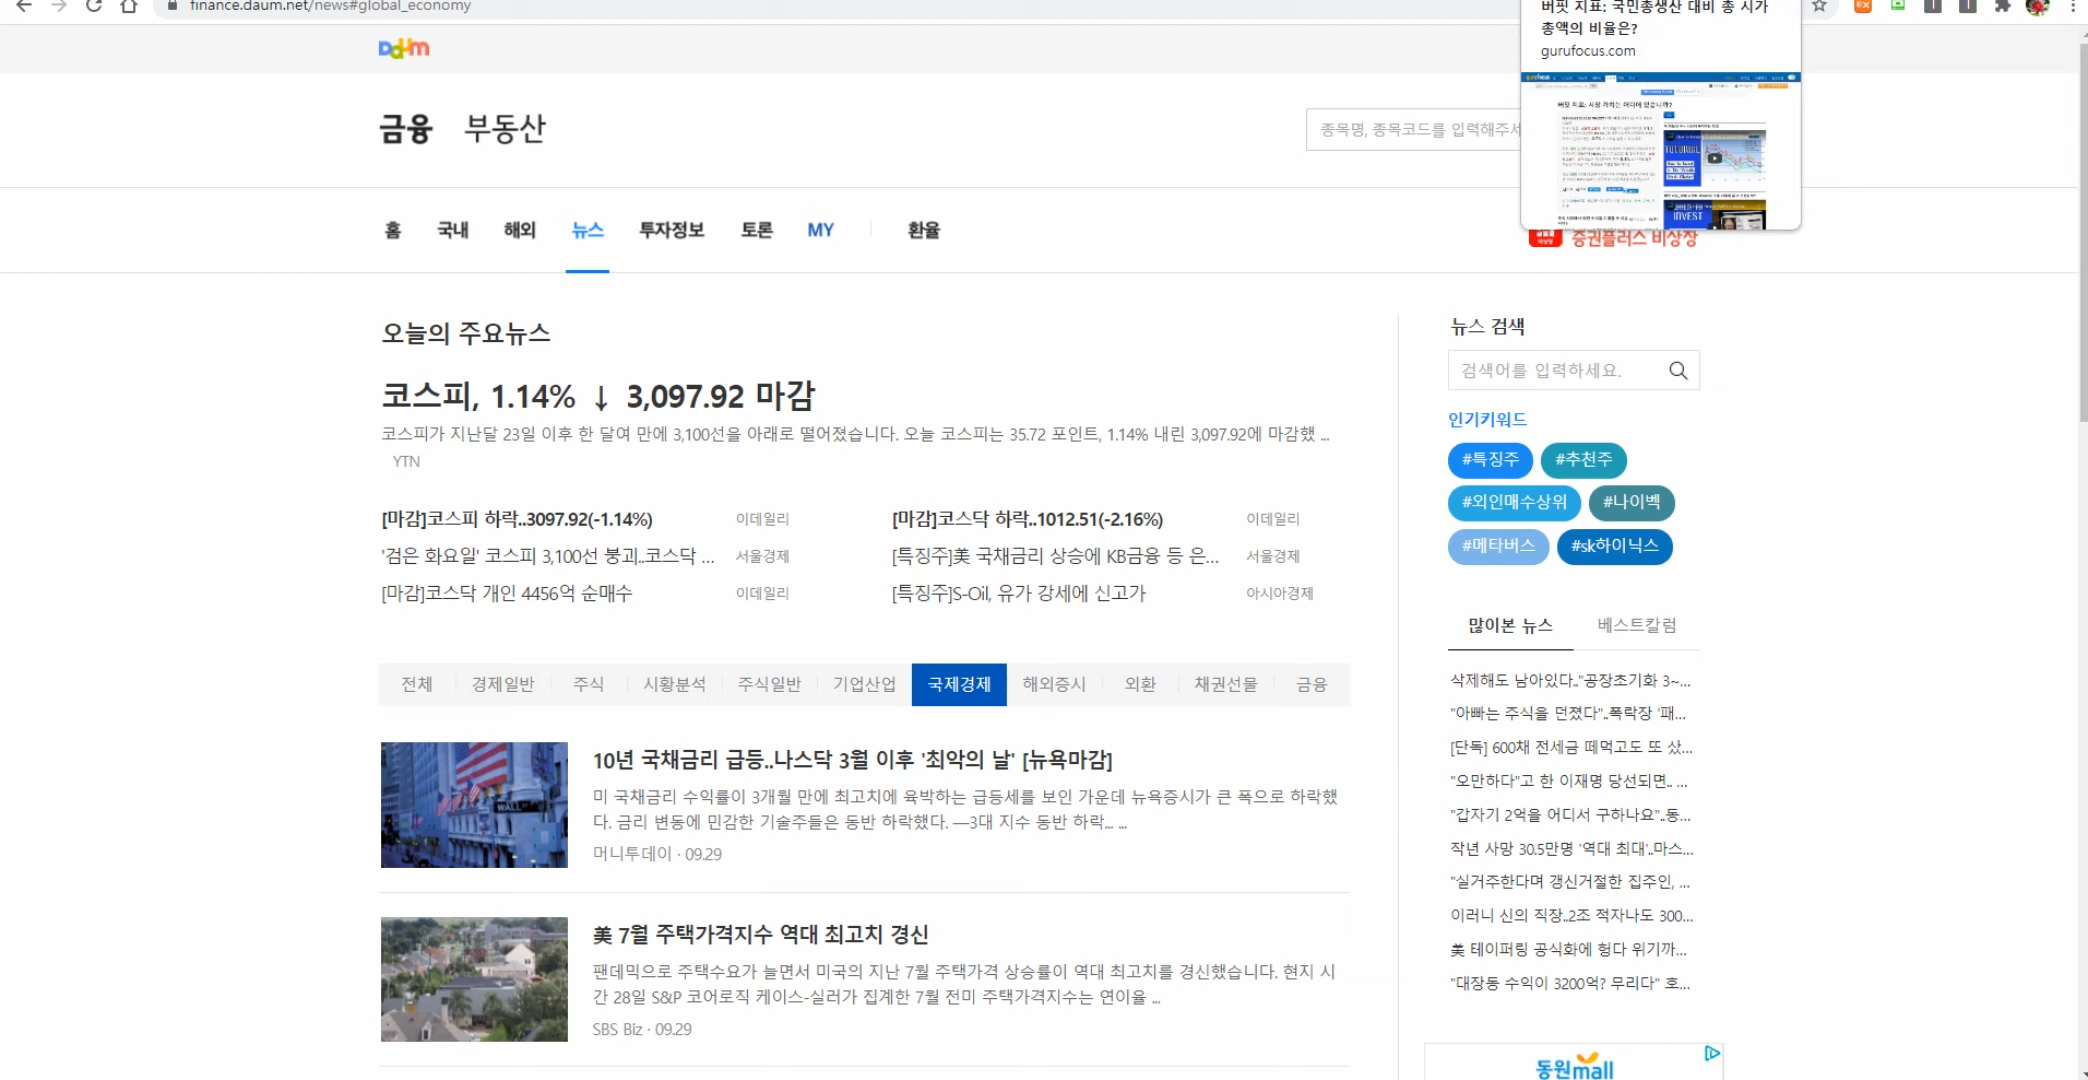 finance.daum.net/news#global_economy
버핏 지표: 국민총생산 대비 총 시가
총액의 비율은?
gurufocus.com
버핏 지표: 시장 가치는 어디에 있습니까?
TUTORIAL
INVEST
Daum
금융 부동산
종목명, 종목코드를 입력해주세
홈 국내 해외 뉴스 투자정보 토론 MY 환율
증권플러스 비상장
오늘의 주요뉴스
코스피, 1.14% ↓ 3,097.92 마감
코스피가 지난달 23일 이후 한 달여 만에 3,100선을 아래로 떨어졌습니다. 오늘 코스피는 35.72 포인트, 1.14% 내린 3,097.92에 마감했 ...
YTN
[마감]코스피 하락..3097.92(-1.14%) 이데일리
[마감]코스닥 하락..1012.51(-2.16%) 이데일리
'검은 화요일' 코스피 3,100선 붕괴..코스닥 ... 서울경제
[특징주]美 국채금리 상승에 KB금융 등 은... 서울경제
[마감]코스닥 개인 4456억 순매수 이데일리
[특징주]S-Oil, 유가 강세에 신고가 아시아경제
전체 경제일반 주식 시황분석 주식일반 기업산업 국제경제 해외증시 외환 채권선물 금융
10년 국채금리 급등..나스닥 3월 이후 '최악의 날' [뉴욕마감]
미 국채금리 수익률이 3개월 만에 최고치에 육박하는 급등세를 보인 가운데 뉴욕증시가 큰 폭으로 하락했
다. 금리 변동에 민감한 기술주들은 동반 하락했다. —3대 지수 동반 하락... ...
머니투데이 · 09.29
WALL
美 7월 주택가격지수 역대 최고치 경신
팬데믹으로 주택수요가 늘면서 미국의 지난 7월 주택가격 상승률이 역대 최고치를 경신했습니다. 현지 시
간 28일 S&P 코어로직 케이스-실러가 집계한 7월 전미 주택가격지수는 연이율 ...
SBS Biz · 09.29
뉴스 검색
검색어를 입력하세요.
인기키워드
#특징주 #추천주
#외인매수상위 #나이벡
#메타버스 #sk하이닉스
많이본 뉴스 베스트칼럼
삭제해도 남아있다.."공장초기화 3~...
"아빠는 주식을 던졌다"..폭락장 '패...
[단독] 600채 전세금 떼먹고도 또 샀...
"오만하다"고 한 이재명 당선되면.. ...
"갑자기 2억을 어디서 구하나요"..동...
작년 사망 30.5만명 '역대 최대'..마스...
"실거주한다며 갱신거절한 집주인, ...
이러니 신의 직장..2조 적자나도 300...
美 테이퍼링 공식화에 헝다 위기까...
"대장동 수익이 3200억? 무리다" 호...
동원mall